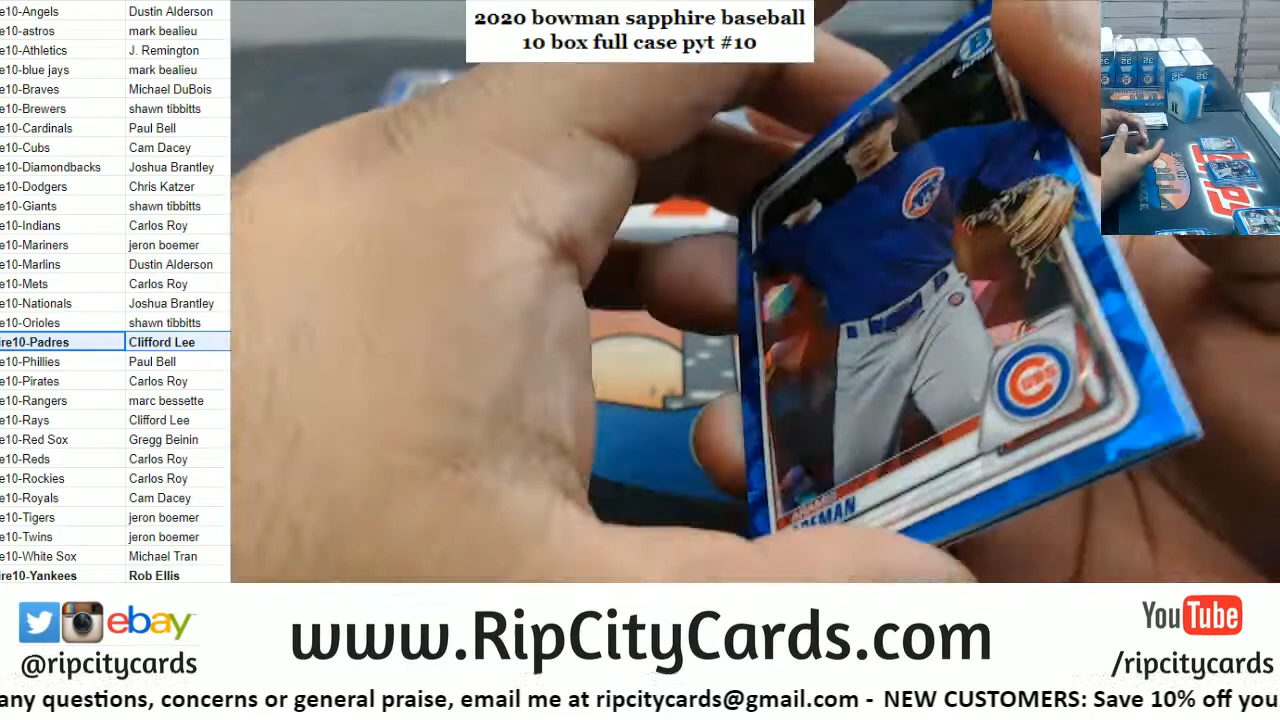 2020 bowman sapphire baseball
10 box full case pyt #10
e10-Angels Dustin Alderson
e10-astros mark bealieu
e10-Athletics J. Remington
e10-blue jays mark bealieu
e10-Braves Michael DuBois
e10-Brewers shawn tibbitts
e10-Cardinals Paul Bell
e10-Cubs Cam Dacey
e10-Diamondbacks Joshua Brantley
e10-Dodgers Chris Katzer
e10-Giants shawn tibbitts
e10-Indians Carlos Roy
e10-Mariners jeron boemer
e10-Marlins Dustin Alderson
e10-Mets Carlos Roy
e10-Nationals Joshua Brantley
e10-Orioles shawn tibbitts
ire10-Padres Clifford Lee
e10-Phillies Paul Bell
e10-Pirates Carlos Roy
e10-Rangers marc bessette
e10-Rays Clifford Lee
e10-Red Sox Gregg Beinin
e10-Reds Carlos Roy
e10-Rockies Carlos Roy
e10-Royals Cam Dacey
e10-Tigers jeron boemer
e10-Twins jeron boemer
e10-White Sox Michael Tran
ire10-Yankees Rob Ellis
B
CUBS
ebay
@ripcitycards
www.RipCityCards.com
YouTube
/ripcitycards
any questions, concerns or general praise, email me at ripcitycards@gmail.com - NEW CUSTOMERS: Save 10% off you